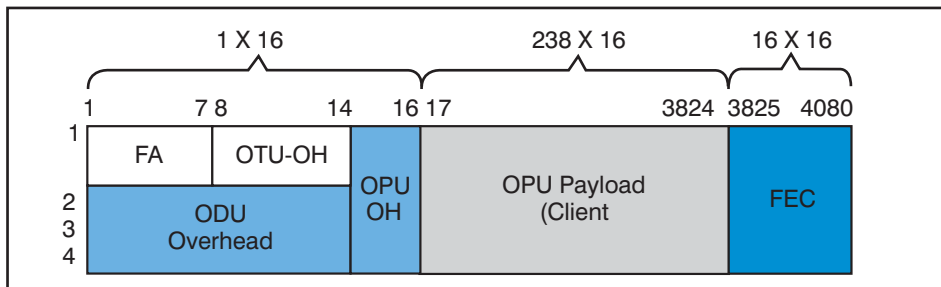 1 X 16 238 X 16 16 X 16
1 7 8 14 16 17 3824 3825 4080
1
FA OTU-OH
OPU
OH
OPU Payload
(Client
FEC
2
3
4
ODU
Overhead